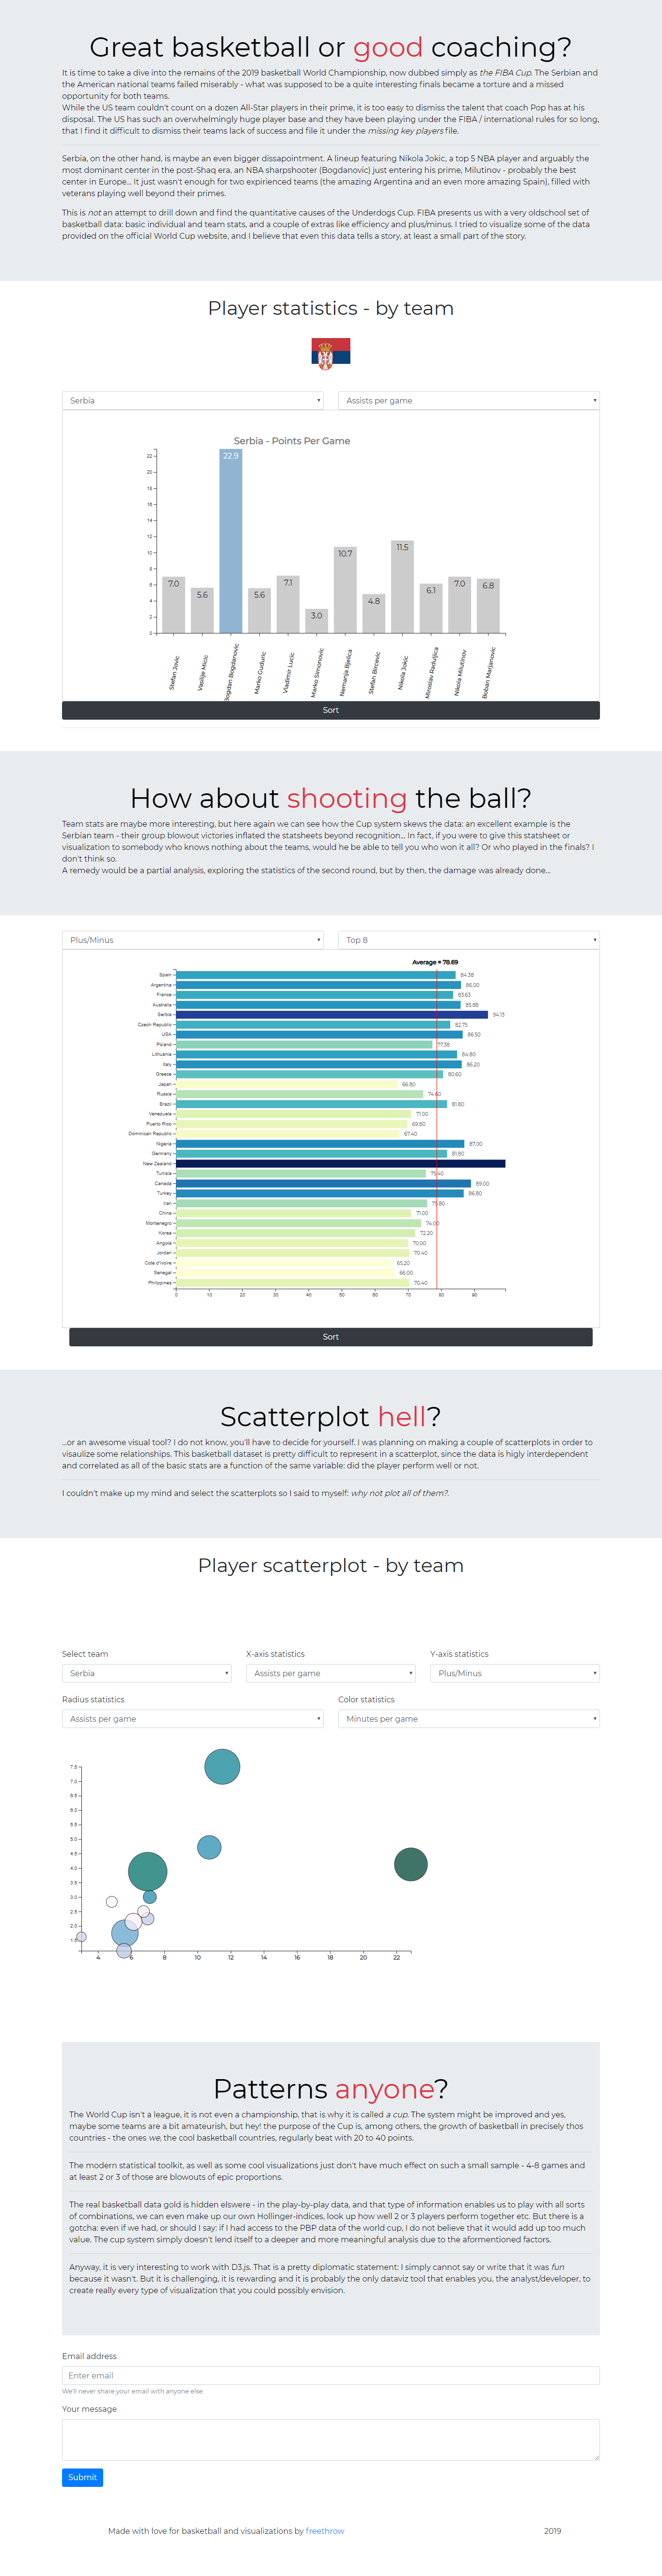 Great basketball or good coaching?
It is time to take a dive into the remains of the 2019 basketball World Championship, now dubbed simply as the FIBA Cup. The Serbian and
the American national teams failed miserably - what was supposed to be a quite interesting finals became a torture and a missed
opportunity for both teams.
While the US team couldn't count on a dozen All-Star players in their prime, it is too easy to dismiss the talent that coach Pop has at his
disposal. The US has such an overwhelmingly huge player base and they have been playing under the FIBA / international rules for so long,
that I find it difficult to dismiss their teams lack of success and file it under the missing key players file.
Serbia, on the other hand, is maybe an even bigger dissapointment. A lineup featuring Nikola Jokic, a top 5 NBA player and arguably the
most dominant center in the post-Shaq era, an NBA sharpshooter (Bogdanovic) just entering his prime, Milutinov - probably the best
center in Europe... It just wasn't enough for two expirienced teams (the amazing Argentina and an even more amazing Spain), filled with
veterans playing well beyond their primes.
This is not an attempt to drill down and find the quantitative causes of the Underdogs Cup. FIBA presents us with a very oldschool set of
basketball data: basic individual and team stats, and a couple of extras like efficiency and plus/minus. I tried to visualize some of the data
provided on the official World Cup website, and I believe that even this data tells a story, at least a small part of the story.
Player statistics - by team
Serbia
Assists per game
Serbia - Points Per Game
22
20
18
16
14
12
10
8
6
4
2
0
7.0
5.6
22.9
5.6
7.1
3.0
10.7
4.8
11.5
6.1
7.0
6.8
Stefan Jovic
Vasilije Micic
Bogdan Bogdanovic
Marko Guduric
Vladimir Lucic
Marko Simonovic
Nemanja Bjelica
Stefan Bircevic
Nikola Jokic
Miroslav Raduljica
Nikola Milutinov
Boban Marjanovic
Sort
How about shooting the ball?
Team stats are maybe more interesting, but here again we can see how the Cup system skews the data: an excellent example is the
Serbian team - their group blowout victories inflated the statsheets beyond recognition... In fact, if you were to give this statsheet or
visualization to somebody who knows nothing about the teams, would he be able to tell you who won it all? Or who played in the finals? I
don't think so.
A remedy would be a partial analysis, exploring the statistics of the second round, but by then, the damage was already done...
Plus/Minus
Top 8
Average = 78.69
Spain 84.38
Argentina 86.00
France 83.63
Australia 85.88
Serbia 94.13
Czech Republic 82.75
USA 86.50
Poland 77.38
Lithuania 84.80
Italy 86.20
Greece 80.60
Japan 66.80
Russia 74.60
Brazil 81.80
Venezuela 71.00
Puerto Rico 69.80
Dominican Republic 67.40
Nigeria 87.00
Germany 81.80
New Zealand
Tunisia 75.40
Canada 89.00
Turkey 86.80
Iran 75.80
China 71.00
Montenegro 74.00
Korea 72.20
Angola 70.00
Jordan 70.40
Cote d'Ivoire 65.20
Senegal 66.00
Philippines 70.40
0 10 20 30 40 50 60 70 80 90
Sort
Scatterplot hell?
...or an awesome visual tool? I do not know, you'll have to decide for yourself. I was planning on making a couple of scatterplots in order to
visaulize some relationships. This basketball dataset is pretty difficult to represent in a scatterplot, since the data is higly interdependent
and correlated as all of the basic stats are a function of the same variable: did the player perform well or not.
I couldn't make up my mind and select the scatterplots so I said to myself: why not plot all of them?.
Player scatterplot - by team
Select team
X-axis statistics
Y-axis statistics
Serbia
Assists per game
Plus/Minus
Radius statistics
Color statistics
Assists per game
Minutes per game
7.5
7.0
6.5
6.0
5.5
5.0
4.5
4.0
3.5
3.0
2.5
2.0
1.5
4 6 8 10 12 14 16 18 20 22
Patterns anyone?
The World Cup isn't a league, it is not even a championship, that is why it is called a cup. The system might be improved and yes,
maybe some teams are a bit amateurish, but hey! the purpose of the Cup is, among others, the growth of basketball in precisely thos
countries - the ones we, the cool basketball countries, regularly beat with 20 to 40 points.
The modern statistical toolkit, as well as some cool visualizations just don't have much effect on such a small sample - 4-8 games and
at least 2 or 3 of those are blowouts of epic proportions.
The real basketball data gold is hidden elswere - in the play-by-play data, and that type of information enables us to play with all sorts
of combinations, we can even make up our own Hollinger-indices, look up how well 2 or 3 players perform together etc. But there is a
gotcha: even if we had, or should I say: if I had access to the PBP data of the world cup, I do not believe that it would add up too much
value. The cup system simply doesn't lend itself to a deeper and more meaningful analysis due to the aformentioned factors.
Anyway, it is very interesting to work with D3.js. That is a pretty diplomatic statement: I simply cannot say or write that it was fun
because it wasn't. But it is challenging, it is rewarding and it is probably the only dataviz tool that enables you, the analyst/developer, to
create really every type of visualization that you could possibly envision.
Email address
Enter email
We'll never share your email with anyone else.
Your message
Submit
Made with love for basketball and visualizations by freethrow
2019